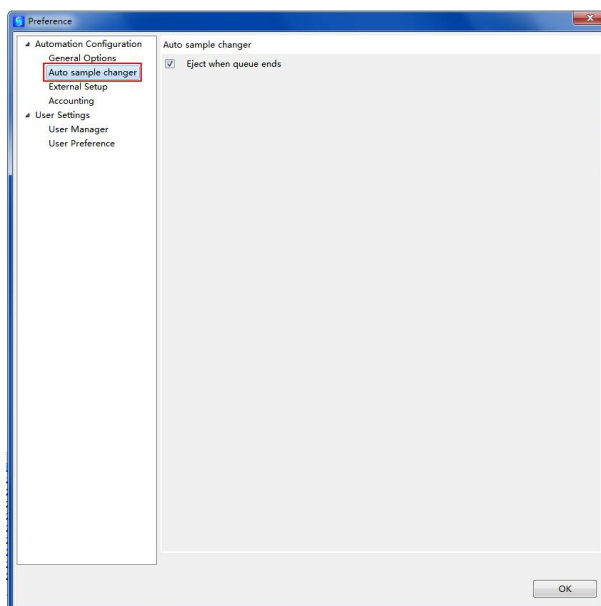 Preference
Automation Configuration
General Options
Auto sample changer
External Setup
Accounting
User Settings
User Manager
User Preference
Auto sample changer
Eject when queue ends
OK